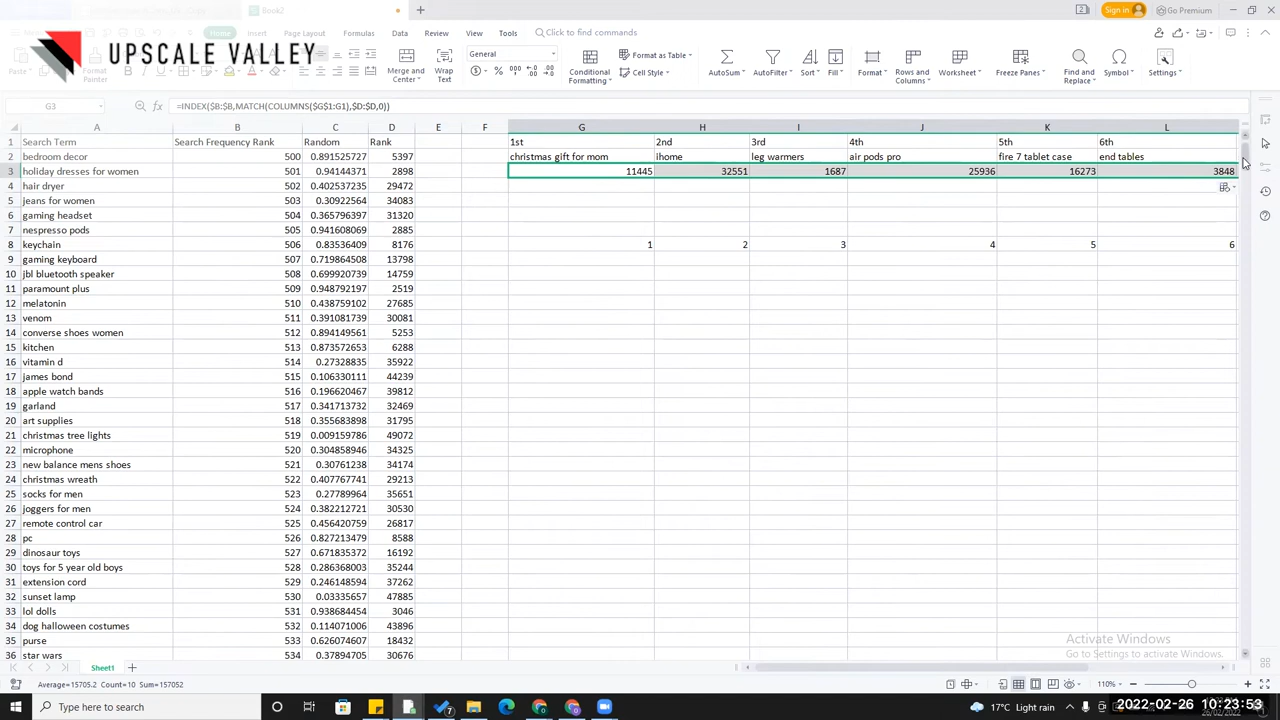 Book2
Sign in
Go Premium
UPSCALE VALLEY
Home Insert Page Layout Formulas Data Review View Tools Click to find commands
Paste Format Painter Merge and Center Wrap Text General Conditional Formatting Format as Table Cell Style AutoSum AutoFilter Sort Fill Format Rows and Columns Worksheet Freeze Panes Find and Replace Symbol Settings
G3 fx =INDEX($B:$B,MATCH(COLUMNS($G$1:G1),$D:$D,0))
A B C D E F G H I J K L
1 Search Term Search Frequency Rank Random Rank 1st 2nd 3rd 4th 5th 6th
2 bedroom decor 500 0.891525727 5397 christmas gift for mom ihome leg warmers air pods pro fire 7 tablet case end tables
3 holiday dresses for women 501 0.94144371 2898 11445 32551 1687 25936 16273 3848
4 hair dryer 502 0.402537235 29472
5 jeans for women 503 0.30922564 34083
6 gaming headset 504 0.365796397 31320
7 nespresso pods 505 0.941608069 2885
8 keychain 506 0.83536409 8176 1 2 3 4 5 6
9 gaming keyboard 507 0.719864508 13798
10 jbl bluetooth speaker 508 0.699920739 14759
11 paramount plus 509 0.948792197 2519
12 melatonin 510 0.438759102 27685
13 venom 511 0.391081739 30081
14 converse shoes women 512 0.894149561 5253
15 kitchen 513 0.873572653 6288
16 vitamin d 514 0.27328835 35922
17 james bond 515 0.106330111 44239
18 apple watch bands 516 0.196620467 39812
19 garland 517 0.341713732 32469
20 art supplies 518 0.355683898 31795
21 christmas tree lights 519 0.009159786 49072
22 microphone 520 0.304858946 34325
23 new balance mens shoes 521 0.30761238 34174
24 christmas wreath 522 0.407767741 29213
25 socks for men 523 0.27789964 35651
26 joggers for men 524 0.382212721 30530
27 remote control car 525 0.456420759 26817
28 pc 526 0.827213479 8588
29 dinosaur toys 527 0.671835372 16192
30 toys for 5 year old boys 528 0.286368003 35244
31 extension cord 529 0.246148594 37262
32 sunset lamp 530 0.03335657 47885
33 lol dolls 531 0.938684454 3046
34 dog halloween costumes 532 0.114071006 43896
35 purse 533 0.626074607 18432
36 star wars 534 0.37894705 30676
Activate Windows
Go to Settings to activate Windows.
Sheet1
Average=15705.2 Count=10 Sum=157052
110%
Type here to search
7
17°C Light rain
2022-02-26 10:23:53